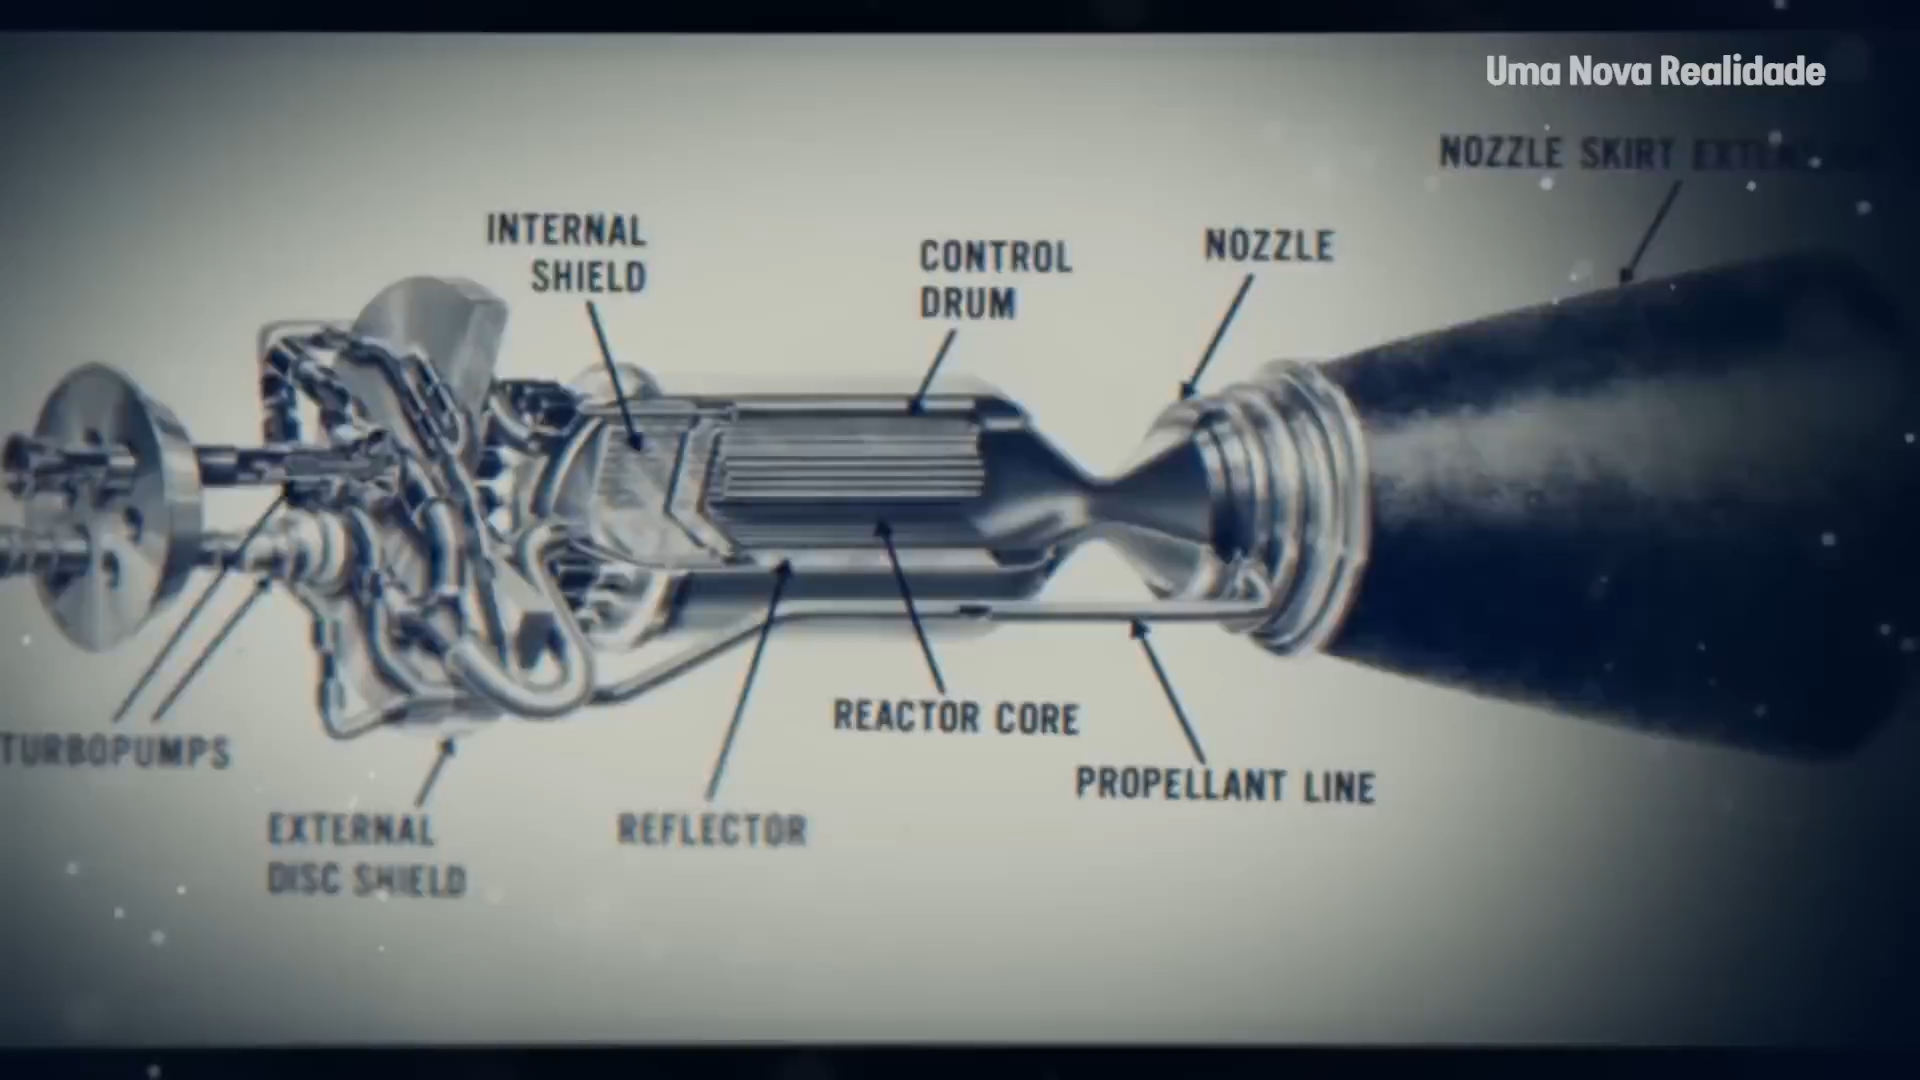 Uma Nova Realidade
NOZZLE SKIRT
INTERNAL
SHIELD
CONTROL
DRUM
NOZZLE
REACTOR CORE
TURBOPUMPS
PROPELLANT LINE
EXTERNAL
DISC SHIELD
REFLECTOR